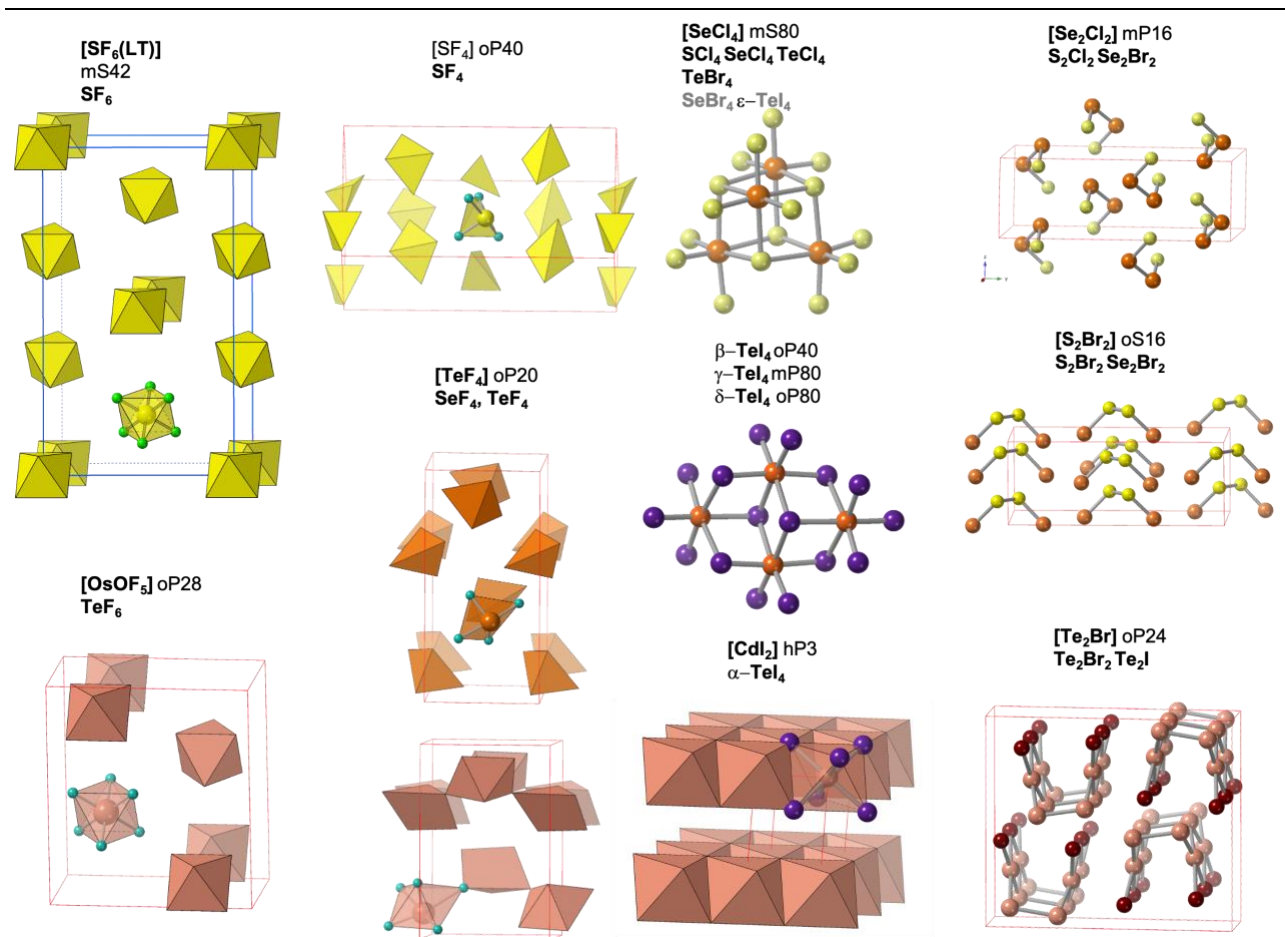 [SF₆(LT)]
mS42
SF₆
[SF₄] oP40
SF₄
[SeCl₄] mS80
SCl₄ SeCl₄ TeCl₄
TeBr₄
SeBr₄ ε–TeI₄
[Se₂Cl₂] mP16
S₂Cl₂ Se₂Br₂
[TeF₄] oP20
SeF₄, TeF₄
β–TeI₄ oP40
γ–TeI₄ mP80
δ–TeI₄ oP80
[S₂Br₂] oS16
S₂Br₂ Se₂Br₂
[OsOF₅] oP28
TeF₆
[CdI₂] hP3
α–TeI₄
[Te₂Br] oP24
Te₂Br₂ Te₂I